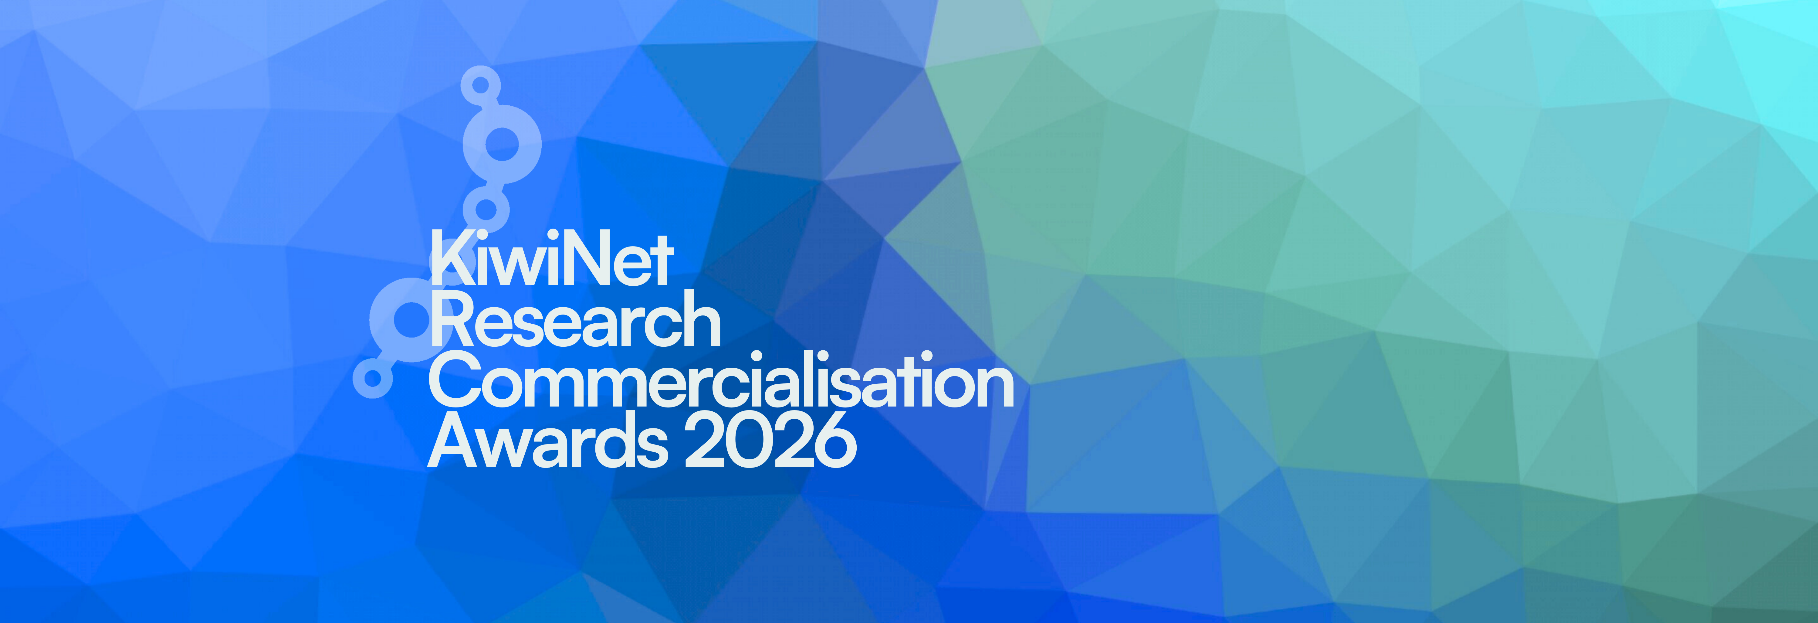 KiwiNet
Research
Commercialisation
Awards 2026